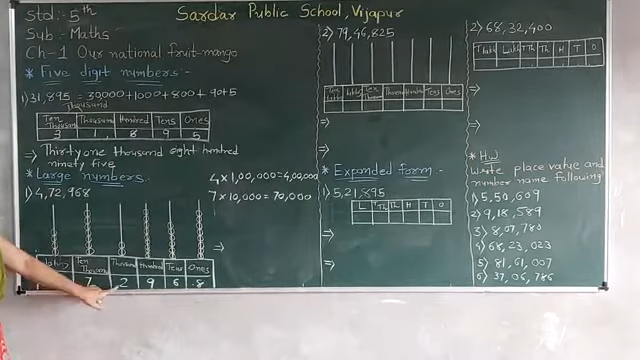 Std:- 5th
Sardar Public School, Vijapur
Sub:- Maths
Ch-1 Our national fruit-mango
* Five digit numbers:-
1) 31,895 = 30,000 + 1000 + 800 + 90 + 5
Thousand
Ten Thousand Thousand Hundred Tens Ones
3 1, 8 9 5
⇒ Thirty one thousand eight hundred
ninety five
* Large numbers:-
1) 4,72,968
4 x 1,00,000 = 4,00,000
7 x 10,000 = 70,000
⇒
Ten Thousand Thousand Hundred Tens Ones
7 2 9 6 8
2) 79,46,825
Ten Lakhs Lakhs Ten Thousand Thousand Hundred Tens Ones
⇒
⇒
* Expanded form:-
1) 5,21,895
L T Th Th H T O
⇒
⇒
2) 68,32,400
T Lakh Lakh T Th Th H T O
⇒
⇒
* HW
Write place value and
number name following
1) 5,50,609
2) 9,18,589
3) 8,07,780
4) 68,23,023
5) 81,61,007
6) 37,06,786